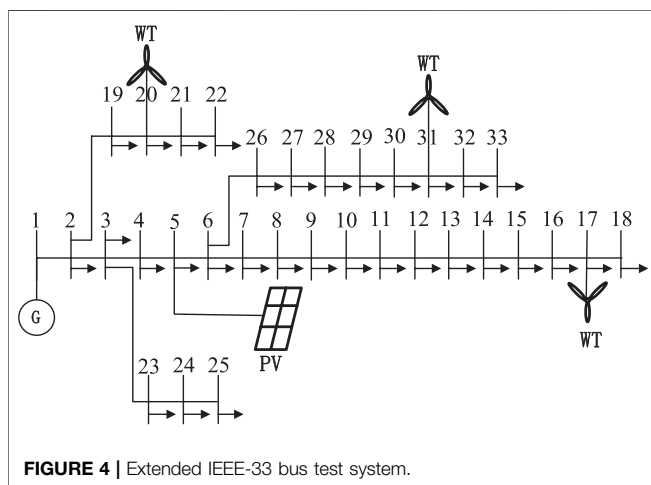 WT
19 20 21 22
WT
26 27 28 29 30 31 32 33
1 2 3 4 5 6 7 8 9 10 11 12 13 14 15 16 17 18
G
PV
WT
23 24 25
FIGURE 4 | Extended IEEE-33 bus test system.